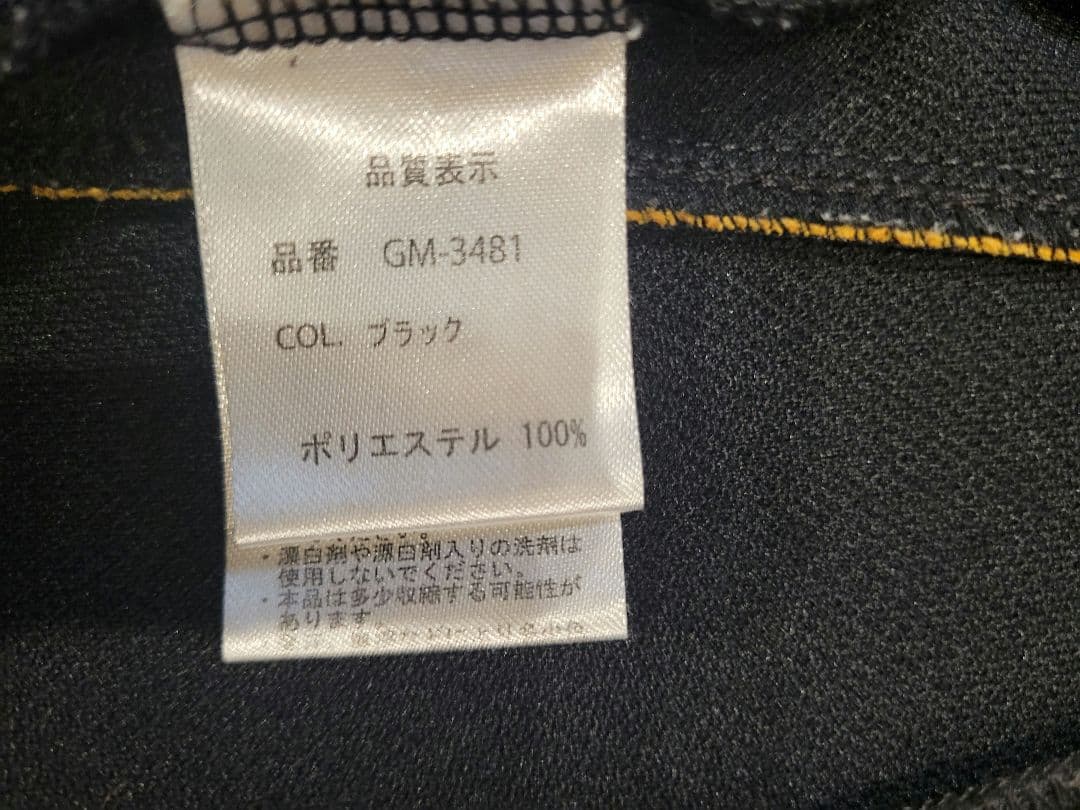 品質表示
品番 GM-3481
COL. ブラック
ポリエステル 100%
・漂白剤や漂白剤入りの洗剤は
使用しないでください。
・本品は多少収縮する可能性が
あります。